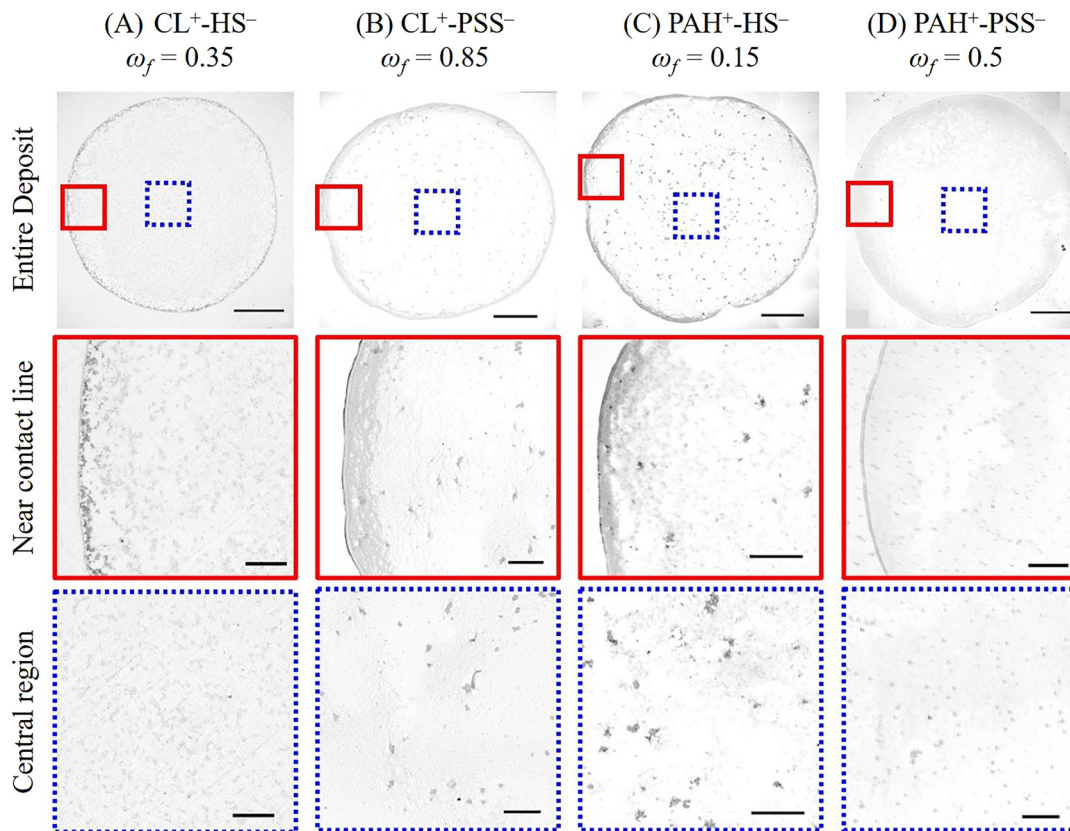 (A) CL⁺-HS⁻
ω_f = 0.35
(B) CL⁺-PSS⁻
ω_f = 0.85
(C) PAH⁺-HS⁻
ω_f = 0.15
(D) PAH⁺-PSS⁻
ω_f = 0.5
Entire Deposit
Near contact line
Central region